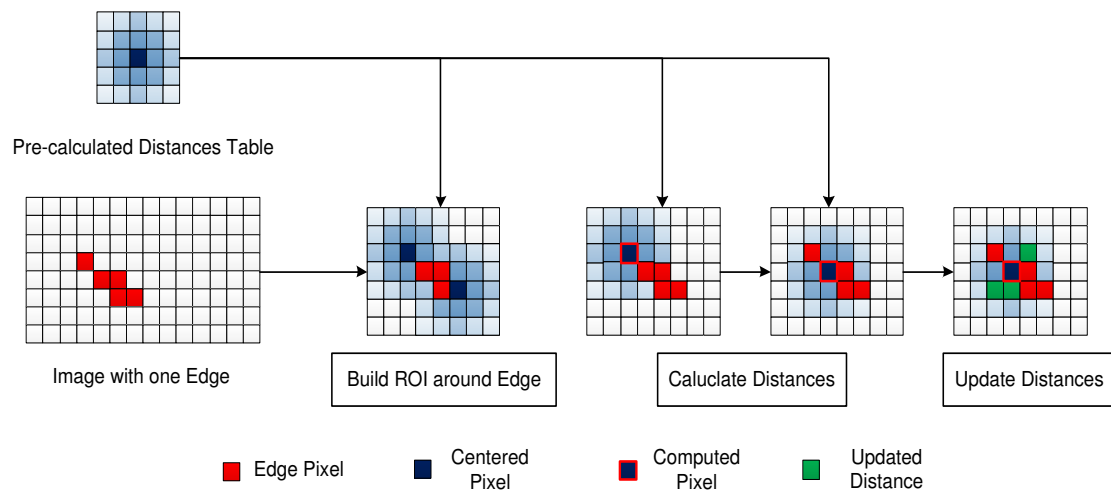 Pre-calculated Distances Table
Image with one Edge
Build ROI around Edge
Caluclate Distances
Update Distances
Edge Pixel
Centered
Pixel
Computed
Pixel
Updated
Distance